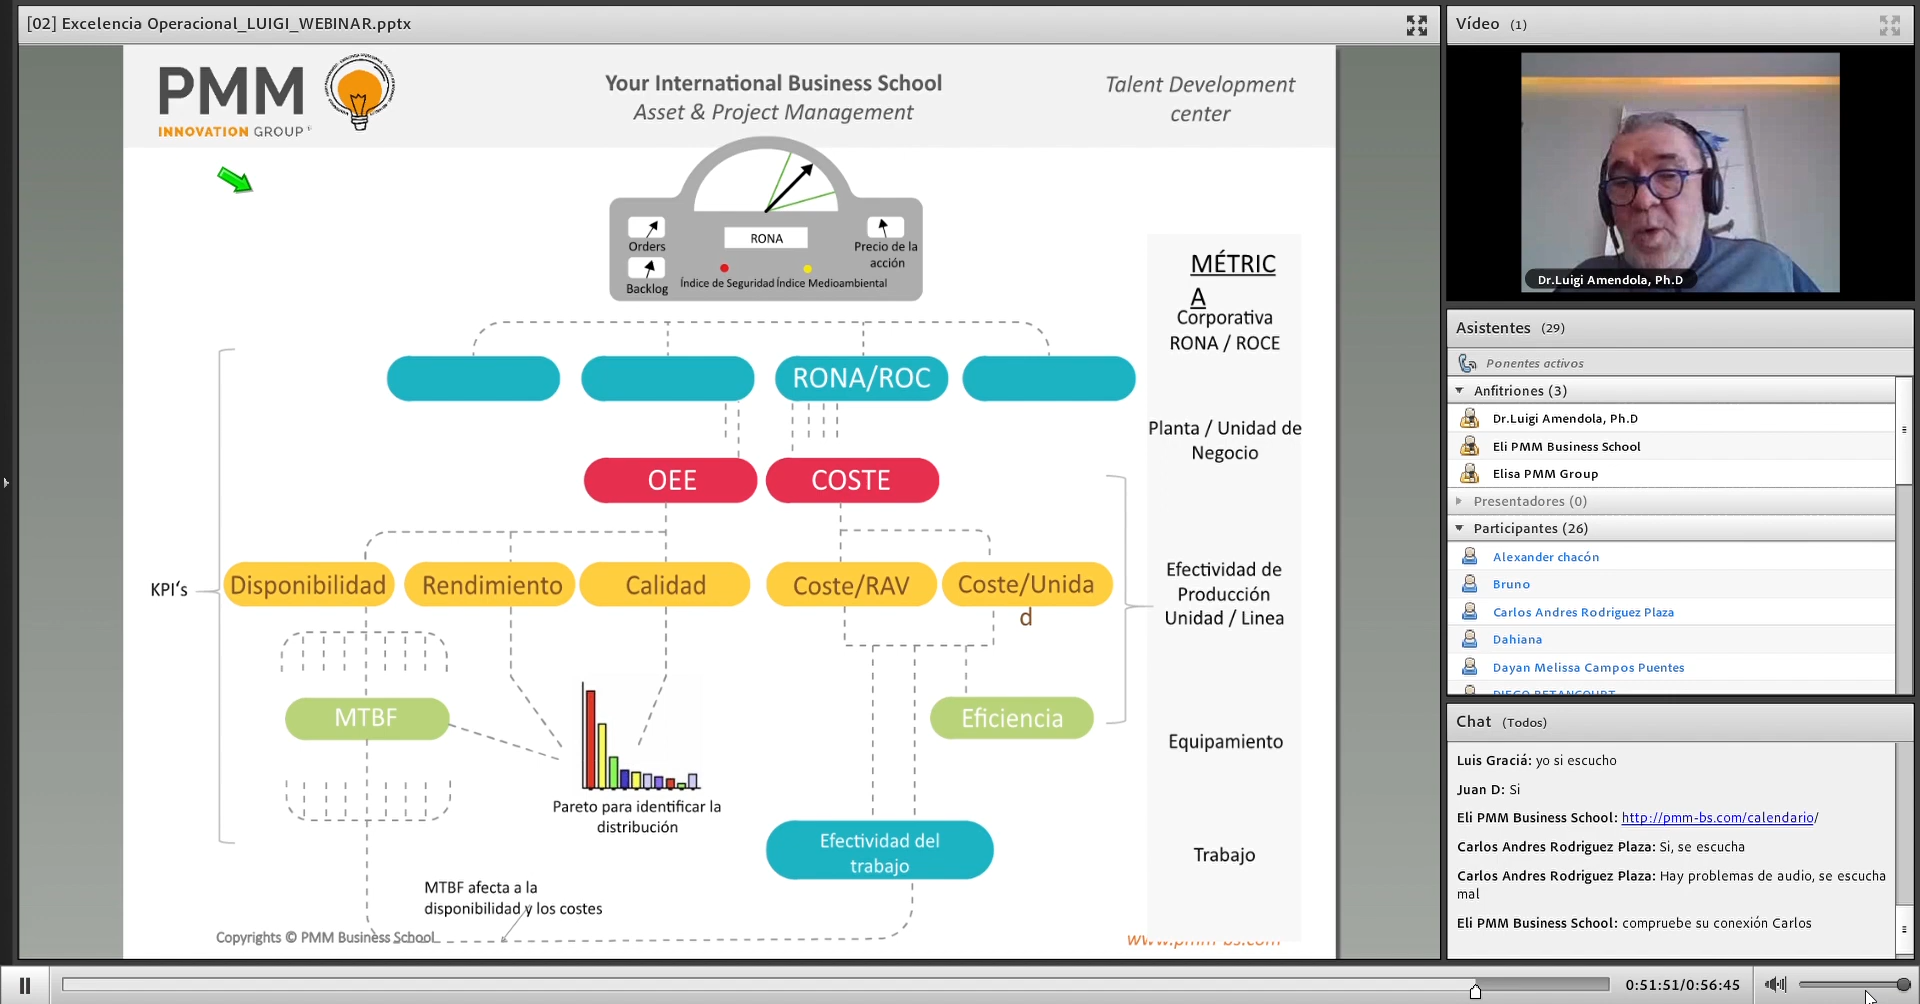 [02] Excelencia Operacional_LUIGI_WEBINAR.pptx
PMM
INNOVATION GROUP
Your International Business School
Asset & Project Management
Talent Development
center
Orders
Backlog
RONA
Precio de la
acción
Índice de Seguridad
Índice Medioambiental
MÉTRIC
A
Corporativa
RONA / ROCE
RONA/ROC
Planta / Unidad de
Negocio
OEE
COSTE
KPI's
Disponibilidad
Rendimiento
Calidad
Coste/RAV
Coste/Unida
d
Efectividad de
Producción
Unidad / Linea
MTBF
Eficiencia
Equipamiento
Pareto para identificar la
distribución
Efectividad del
trabajo
Trabajo
MTBF afecta a la
disponibilidad y los costes
Copyrights © PMM Business School
www.pmm-bs.com
Vídeo (1)
Dr.Luigi Amendola, Ph.D
Asistentes (29)
Ponentes activos
Anfitriones (3)
Dr.Luigi Amendola, Ph.D
Eli PMM Business School
Elisa PMM Group
Presentadores (0)
Participantes (26)
Alexander chacón
Bruno
Carlos Andres Rodriguez Plaza
Dahiana
Dayan Melissa Campos Puentes
DIEGO BETANCOURT
Chat (Todos)
Luis Graciá: yo si escucho
Juan D: Si
Eli PMM Business School: http://pmm-bs.com/calendario/
Carlos Andres Rodriguez Plaza: Si, se escucha
Carlos Andres Rodriguez Plaza: Hay problemas de audio, se escucha
mal
Eli PMM Business School: compruebe su conexión Carlos
0:51:51/0:56:45